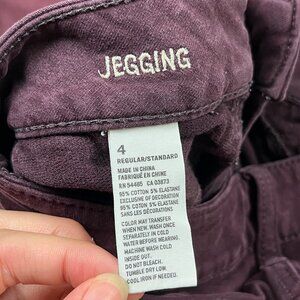 JEGGING
4
REGULAR/STANDARD
MADE IN CHINA
FABRIQUÉ EN CHINE
RN 54485 CA 03873
95% COTTON 5% ELASTANE
EXCLUSIVE OF DECORATION
95% COTON 5% ELASTANE
SANS LES DÉCORATIONS
COLOR MAY TRANSFER
WHEN NEW. WASH ONCE
SEPARATELY IN COLD
WATER BEFORE WEARING.
MACHINE WASH COLD
INSIDE OUT.
DO NOT BLEACH.
TUMBLE DRY LOW.
COOL IRON IF NEEDED.